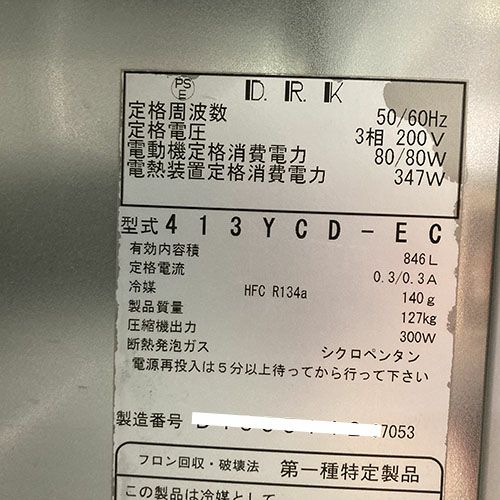 PS
E
D.R.K
定格周波数 50/60Hz
定格電圧 3相 200V
電動機定格消費電力 80/80W
電熱装置定格消費電力 347W
型式 413YCD-EC
有効内容積 846L
定格電流 0.3/0.3A
冷媒 HFC R134a 140g
製品質量 127kg
圧縮機出力 300W
断熱発泡ガス シクロペンタン
電源再投入は5分以上待ってから行って下さい
製造番号 7053
フロン回収・破壊法 第一種特定製品
この製品は冷媒として